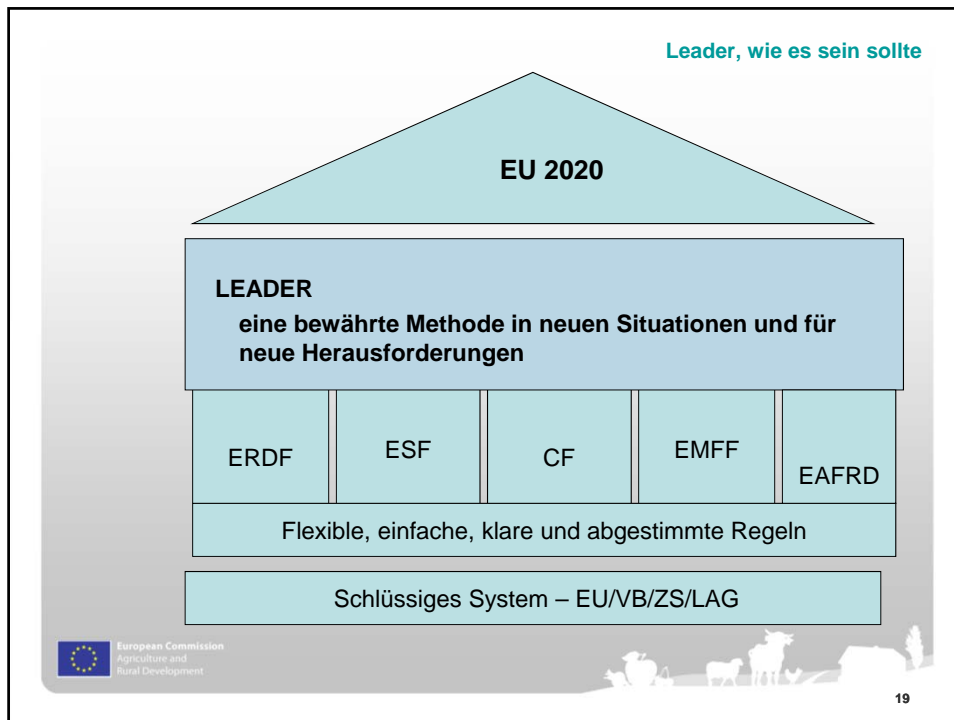 Leader, wie es sein sollte
EU 2020
LEADER
eine bewährte Methode in neuen Situationen und für
neue Herausforderungen
ERDF
ESF
CF
EMFF
EAFRD
Flexible, einfache, klare und abgestimmte Regeln
Schlüssiges System – EU/VB/ZS/LAG
European Commission
Agriculture and
Rural Development
19